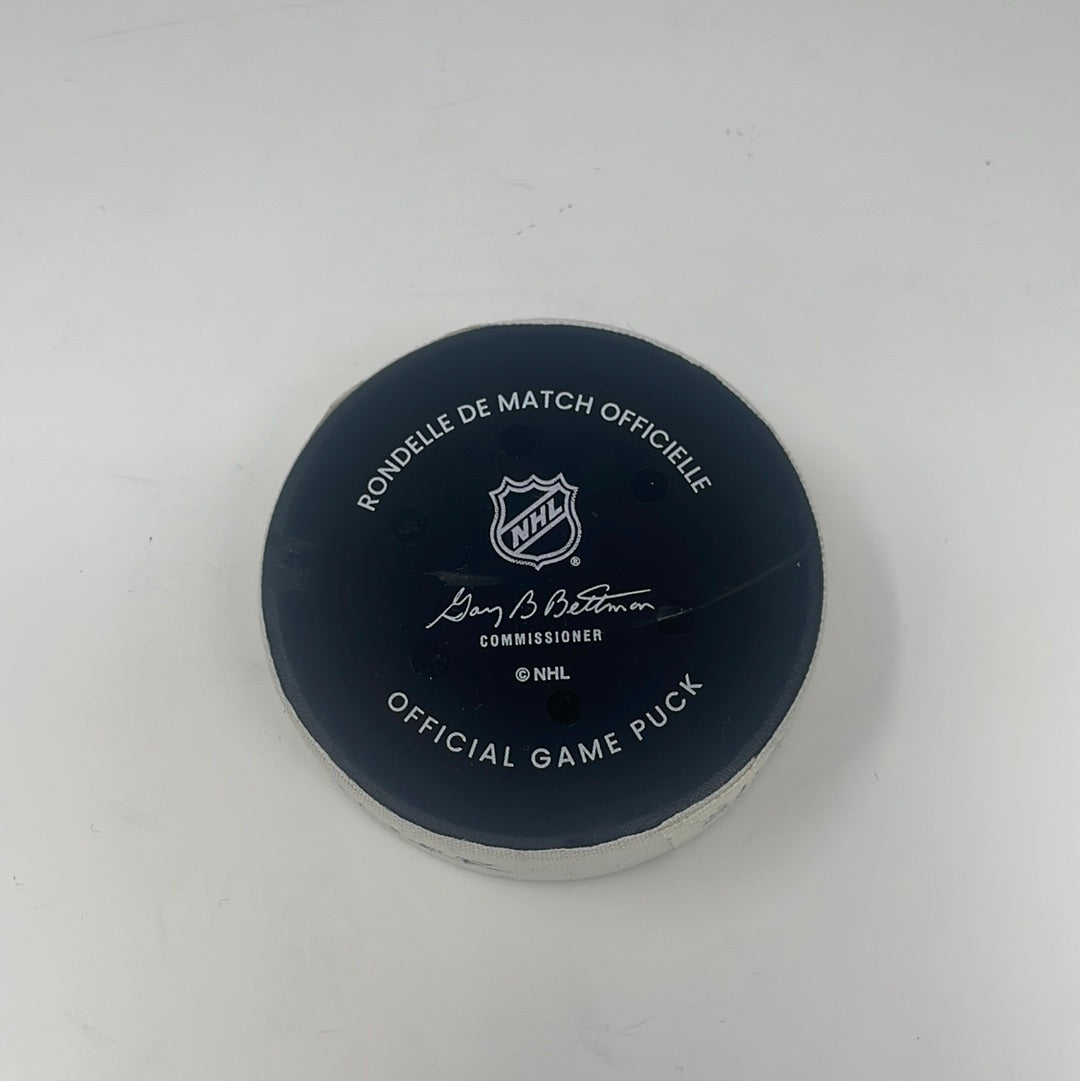 RONDELLE DE MATCH OFFICIELLE
NHL
®
Gary B Bettman
COMMISSIONER
© NHL
OFFICIAL GAME PUCK